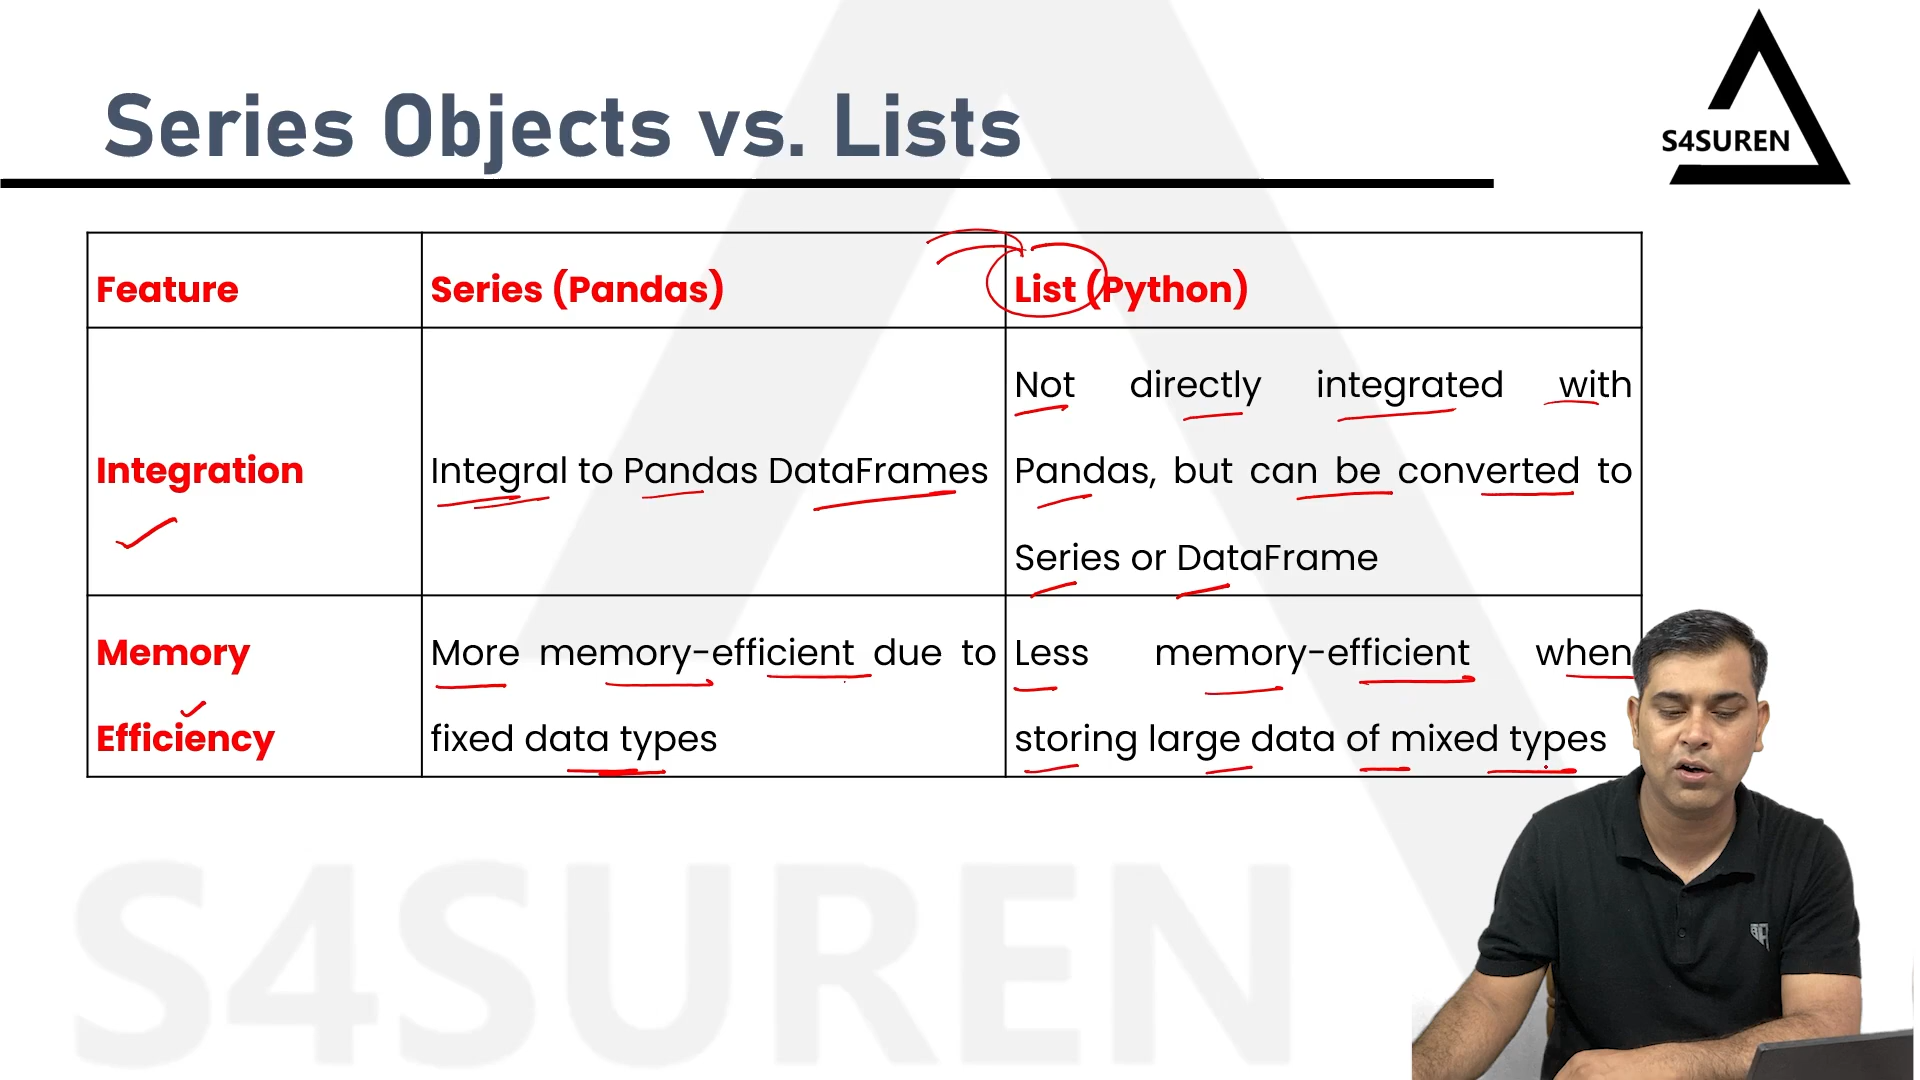 Series Objects vs. Lists
S4SUREN
Feature
Series (Pandas)
List (Python)
Integration
Integral to Pandas DataFrames
Not directly integrated with
Pandas, but can be converted to
Series or DataFrame
Memory
Efficiency
More memory-efficient due to
fixed data types
Less memory-efficient when
storing large data of mixed types
S4SUREN